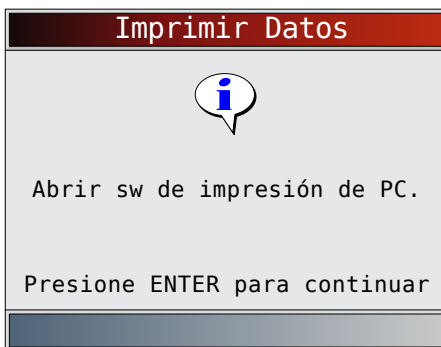 Imprimir Datos
i
Abrir sw de impresión de PC.
Presione ENTER para continuar